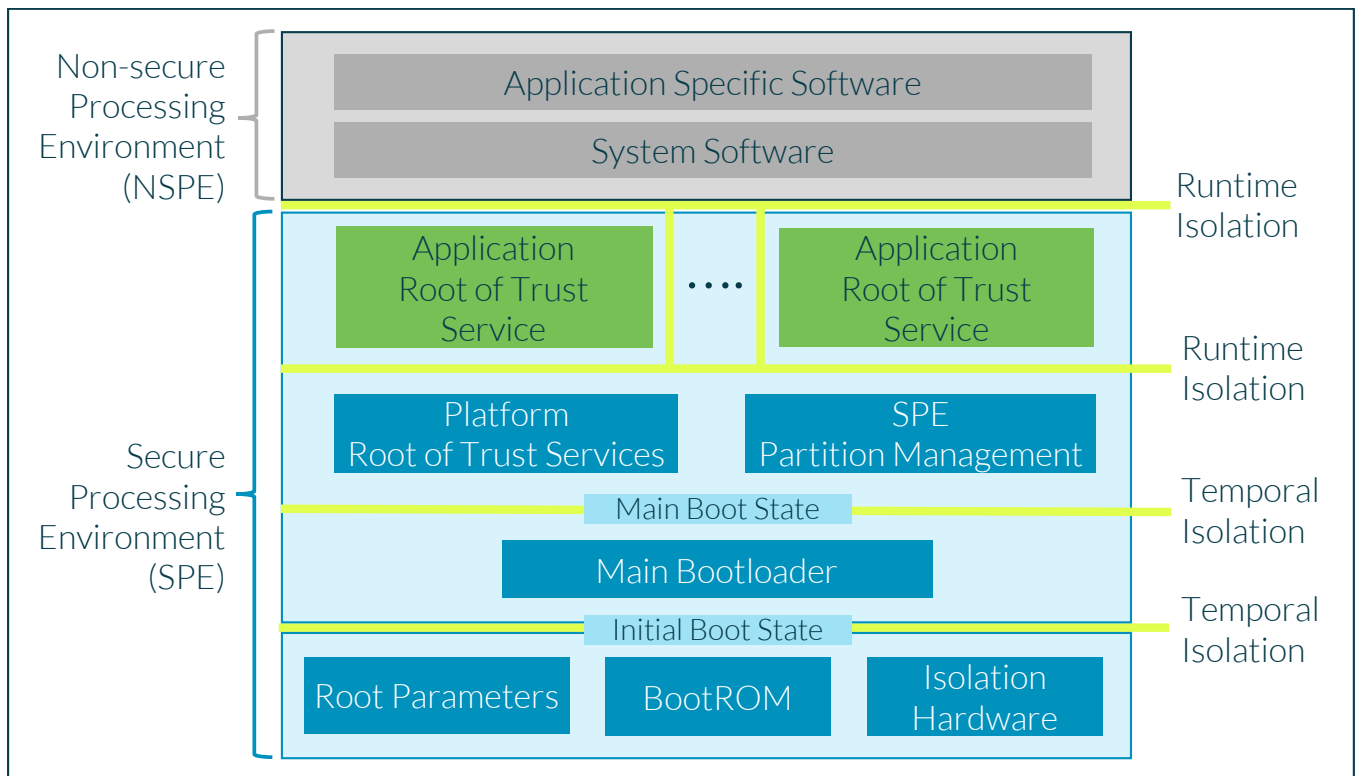 Non-secure
Processing
Environment
(NSPE)
Application Specific Software
System Software
Runtime
Isolation
Application
Root of Trust
Service
....
Application
Root of Trust
Service
Runtime
Isolation
Platform
Root of Trust Services
SPE
Partition Management
Secure
Processing
Environment
(SPE)
Main Boot State
Temporal
Isolation
Main Bootloader
Initial Boot State
Temporal
Isolation
Root Parameters
BootROM
Isolation
Hardware